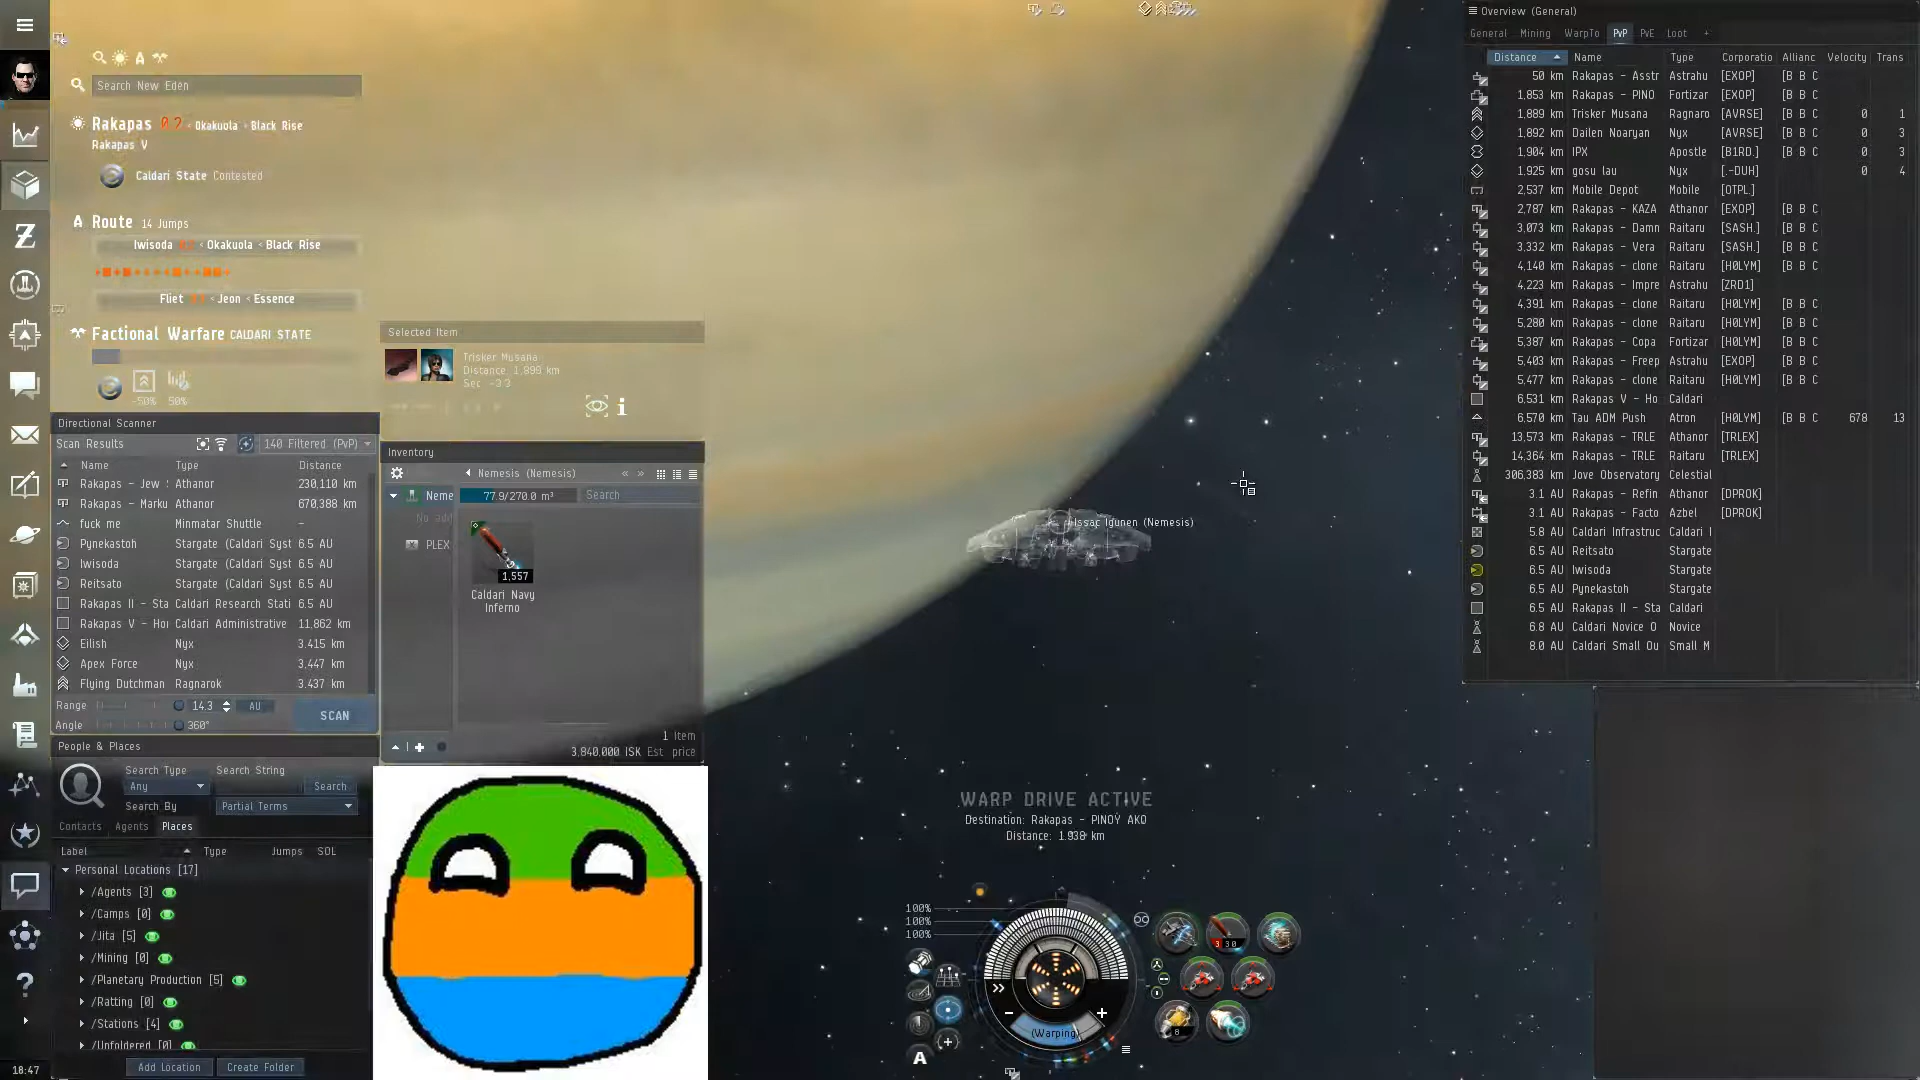 Search New Eden
Rakapas 0.2 < Okakuola < Black Rise
Rakapas V
Caldari State Contested
Route 14 Jumps
Iwisoda < Okakuola < Black Rise
Fliet < Jeon < Essence
Factional Warfare CALDARI STATE
-50% 50%
Directional Scanner
Scan Results 140 Filtered (PvP)
Name Type Distance
Rakapas - Jew Athanor 230,110 km
Rakapas - Marku Athanor 670,388 km
fuck me Minmatar Shuttle -
Pynekastoh Stargate (Caldari Syst 6.5 AU
Iwisoda Stargate (Caldari Syst 6.5 AU
Reitsato Stargate (Caldari Syst 6.5 AU
Rakapas II - Sta Caldari Research Stati 6.5 AU
Rakapas V - Ho Caldari Administrative 11,862 km
Eilish Nyx 3,415 km
Apex Force Nyx 3,447 km
Flying Dutchman Ragnarok 3,437 km
Range 14.3 AU
Angle 360°
SCAN
People & Places
Search Type Search String
Any Search
Search By Partial Terms
Contacts Agents Places
Label Type Jumps SOL
Personal Locations [17]
/Agents [3]
/Camps [0]
/Jita [5]
/Mining [0]
/Planetary Production [5]
/Ratting [0]
/Stations [4]
/Unfoldered [0]
Add Location Create Folder
18:47
Selected Item
Trisker Musana
Distance 1,889 km
Sec -3.3
Inventory
Nemesis (Nemesis)
Neme 77.9/270.0 m³ Search
PLEX
1,557
Caldari Navy
Inferno
1 Item
3,840,000 ISK Est. price
Issac Igunen (Nemesis)
WARP DRIVE ACTIVE
Destination: Rakapas - PINOY AKO
Distance: 1.938 km
100%
100%
100%
(Warping)
A
3 30
8
Overview (General)
General Mining WarpTo PvP PvE Loot +
Distance Name Type Corporatio Allianc Velocity Trans
50 km Rakapas - Asstr Astrahu [EXOP] [B B C
1,853 km Rakapas - PINO Fortizar [EXOP] [B B C
1,889 km Trisker Musana Ragnaro [AVRSE] [B B C 0 1
1,892 km Dailen Noaryan Nyx [AVRSE] [B B C 0 3
1,904 km IPX Apostle [B1RD.] [B B C 0 3
1,925 km gosu lau Nyx [.-DUH] [B B C 0 4
2,537 km Mobile Depot Mobile [OTPL.]
2,787 km Rakapas - KAZA Athanor [EXOP] [B B C
3,073 km Rakapas - Damn Raitaru [SASH.] [B B C
3,332 km Rakapas - Vera Raitaru [SASH.] [B B C
4,140 km Rakapas - clone Raitaru [H0LYM] [B B C
4,223 km Rakapas - Impre Astrahu [ZRD1]
4,391 km Rakapas - clone Raitaru [H0LYM] [B B C
5,280 km Rakapas - clone Raitaru [H0LYM] [B B C
5,387 km Rakapas - Copa Fortizar [H0LYM] [B B C
5,403 km Rakapas - Freep Astrahu [EXOP] [B B C
5,477 km Rakapas - clone Raitaru [H0LYM] [B B C
6,531 km Rakapas V - Ho Caldari
6,570 km Tau ADM Push Atron [H0LYM] [B B C 678 13
13,573 km Rakapas - TRLE Athanor [TRLEX]
14,364 km Rakapas - TRLE Raitaru [TRLEX]
306,383 km Jove Observatory Celestial
3.1 AU Rakapas - Refin Athanor [DPROK]
3.1 AU Rakapas - Facto Azbel [DPROK]
5.8 AU Caldari Infrastruc Caldari I
6.5 AU Reitsato Stargate
6.5 AU Iwisoda Stargate
6.5 AU Pynekastoh Stargate
6.5 AU Rakapas II - Sta Caldari
6.8 AU Caldari Novice O Novice
8.0 AU Caldari Small Ou Small M